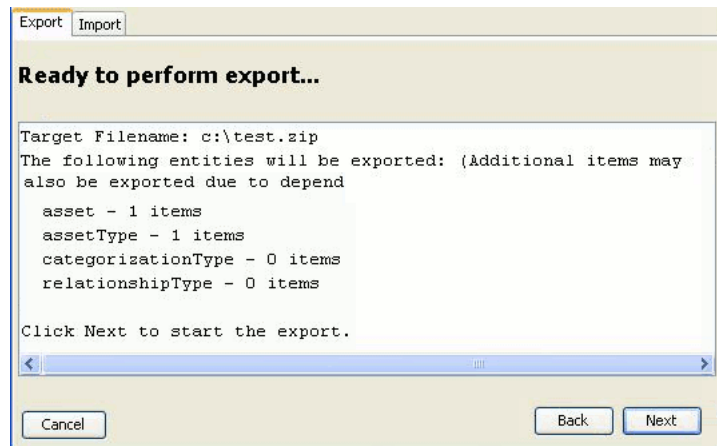 Export Import
Ready to perform export...
Target Filename: c:\test.zip
The following entities will be exported: (Additional items may
also be exported due to depend
asset - 1 items
assetType - 1 items
categorizationType - 0 items
relationshipType - 0 items
Click Next to start the export.
Cancel Back Next